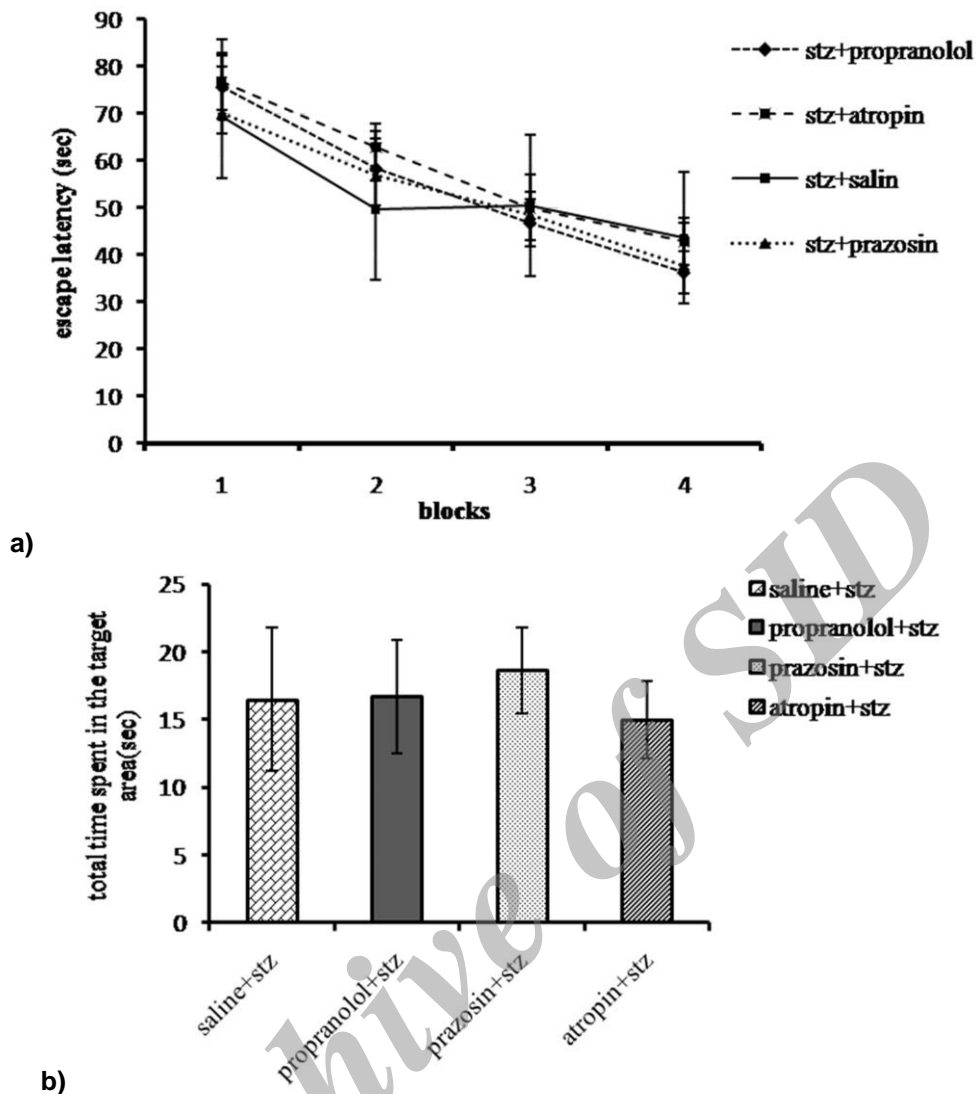 90
80
70
60
50
40
30
20
10
0
escape latency (sec)
1 2 3 4
blocks
stz+propranolol
stz+atropin
stz+salin
stz+prazosin
a)
25
20
15
10
5
0
total time spent in the target
area(sec)
saline+stz
propranolol+stz
prazosin+stz
atropin+stz
saline+stz
propranolol+stz
prazosin+stz
atropin+stz
b)
hive of SID